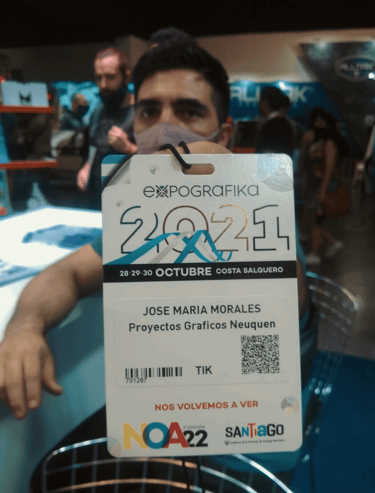 ALLTAK
expografika
2021
28·29·30 OCTUBRE COSTA SALGUERO
JOSE MARIA MORALES
Proyectos Graficos Neuquen
701287
TIK
NOS VOLVEMOS A VER
NOA22
SANTIAGO